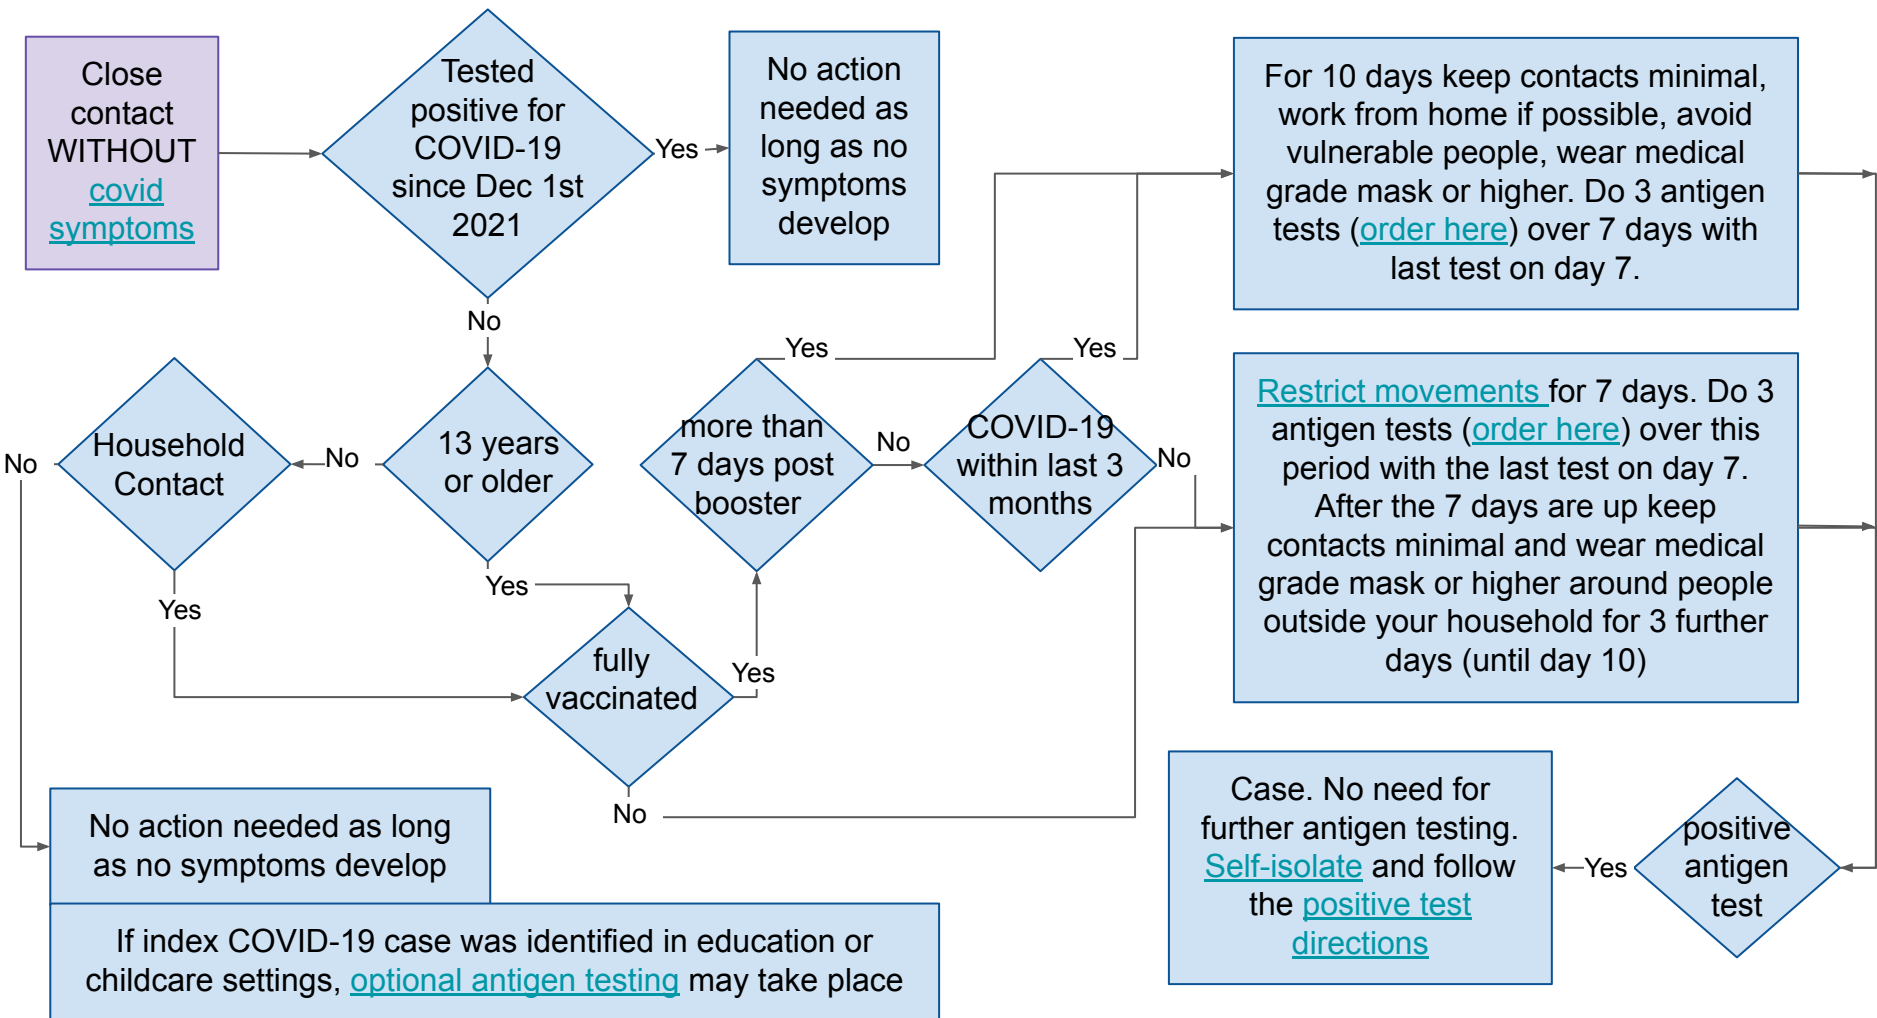 Close
contact
WITHOUT
covid
symptoms
Tested
positive for
COVID-19
since Dec 1st
2021
Yes
No action
needed as
long as no
symptoms
develop
For 10 days keep contacts minimal,
work from home if possible, avoid
vulnerable people, wear medical
grade mask or higher. Do 3 antigen
tests (order here) over 7 days with
last test on day 7.
No
Household
Contact
No
No
13 years
or older
Yes
more than
7 days post
booster
No
Yes
COVID-19
within last 3
months
No
Restrict movements for 7 days. Do 3
antigen tests (order here) over this
period with the last test on day 7.
After the 7 days are up keep
contacts minimal and wear medical
grade mask or higher around people
outside your household for 3 further
days (until day 10)
Yes
Yes
fully
vaccinated
Yes
No
No action needed as long
as no symptoms develop
If index COVID-19 case was identified in education or
childcare settings, optional antigen testing may take place
Case. No need for
further antigen testing.
Self-isolate and follow
the positive test
directions
Yes
positive
antigen
test